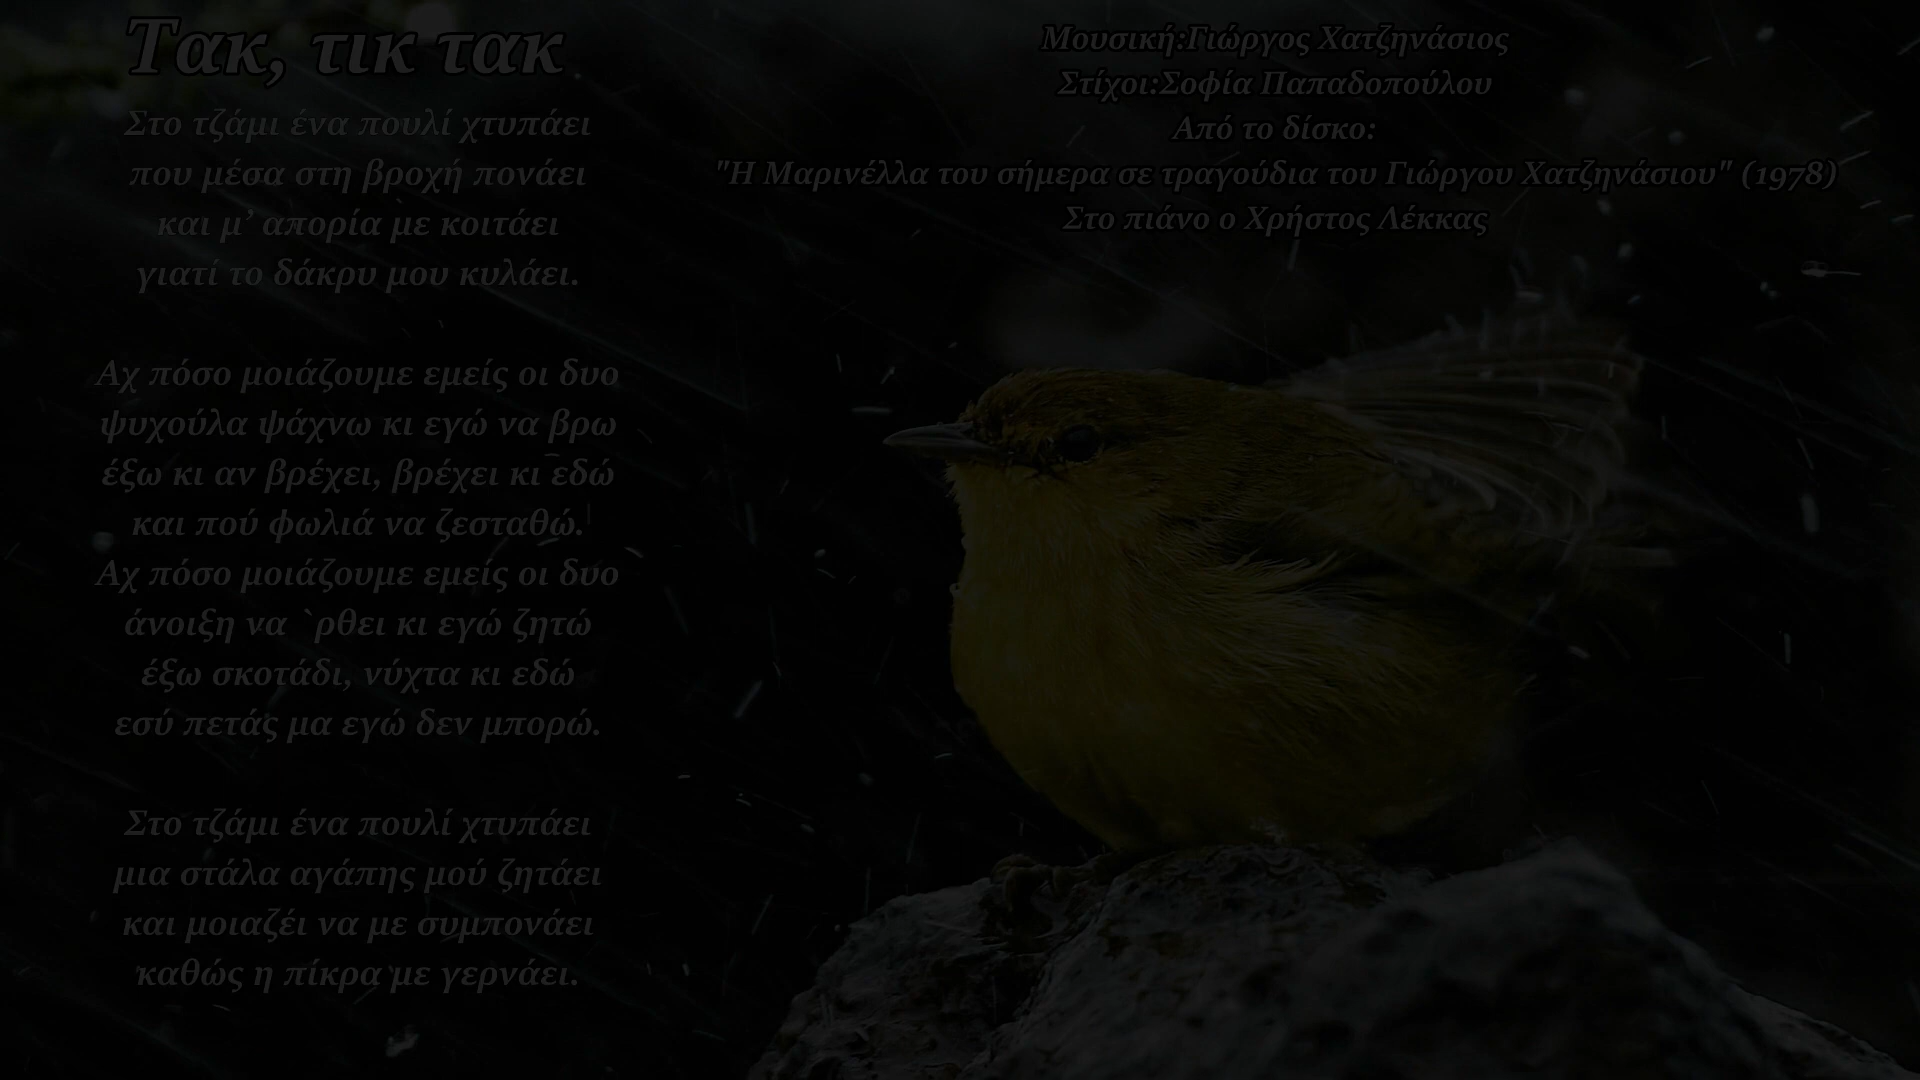 Τακ, τικ τακ
Στο τζάμι ένα πουλί χτυπάει
που μέσα στη βροχή πονάει
και μ’ απορία με κοιτάει
γιατί το δάκρυ μου κυλάει.
Αχ πόσο μοιάζουμε εμείς οι δυο
ψυχούλα ψάχνω κι εγώ να βρω
έξω κι αν βρέχει, βρέχει κι εδώ
και πού φωλιά να ζεσταθώ.
Αχ πόσο μοιάζουμε εμείς οι δυο
άνοιξη να `ρθει κι εγώ ζητώ
έξω σκοτάδι, νύχτα κι εδώ
εσύ πετάς μα εγώ δεν μπορώ.
Στο τζάμι ένα πουλί χτυπάει
μια στάλα αγάπης μού ζητάει
και μοιαζέι να με συμπονάει
καθώς η πίκρα με γερνάει.
Μουσική:Γιώργος Χατζηνάσιος
Στίχοι:Σοφία Παπαδοπούλου
Από το δίσκο:
"Η Μαρινέλλα του σήμερα σε τραγούδια του Γιώργου Χατζηνάσιου" (1978)
Στο πιάνο ο Χρήστος Λέκκας